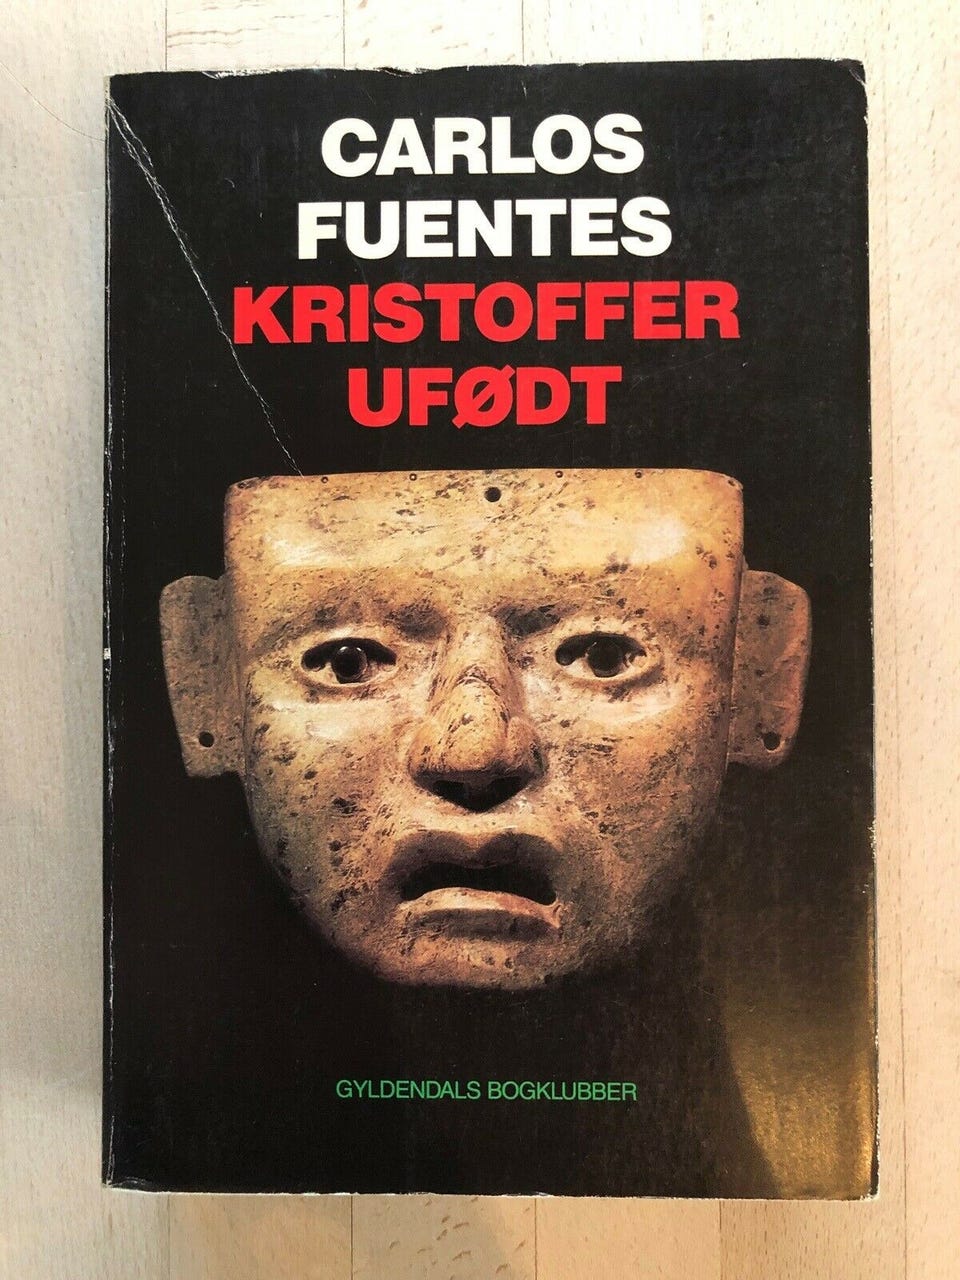 CARLOS
FUENTES
KRISTOFFER
UFØDT
GYLDENDALS BOGKLUBBER